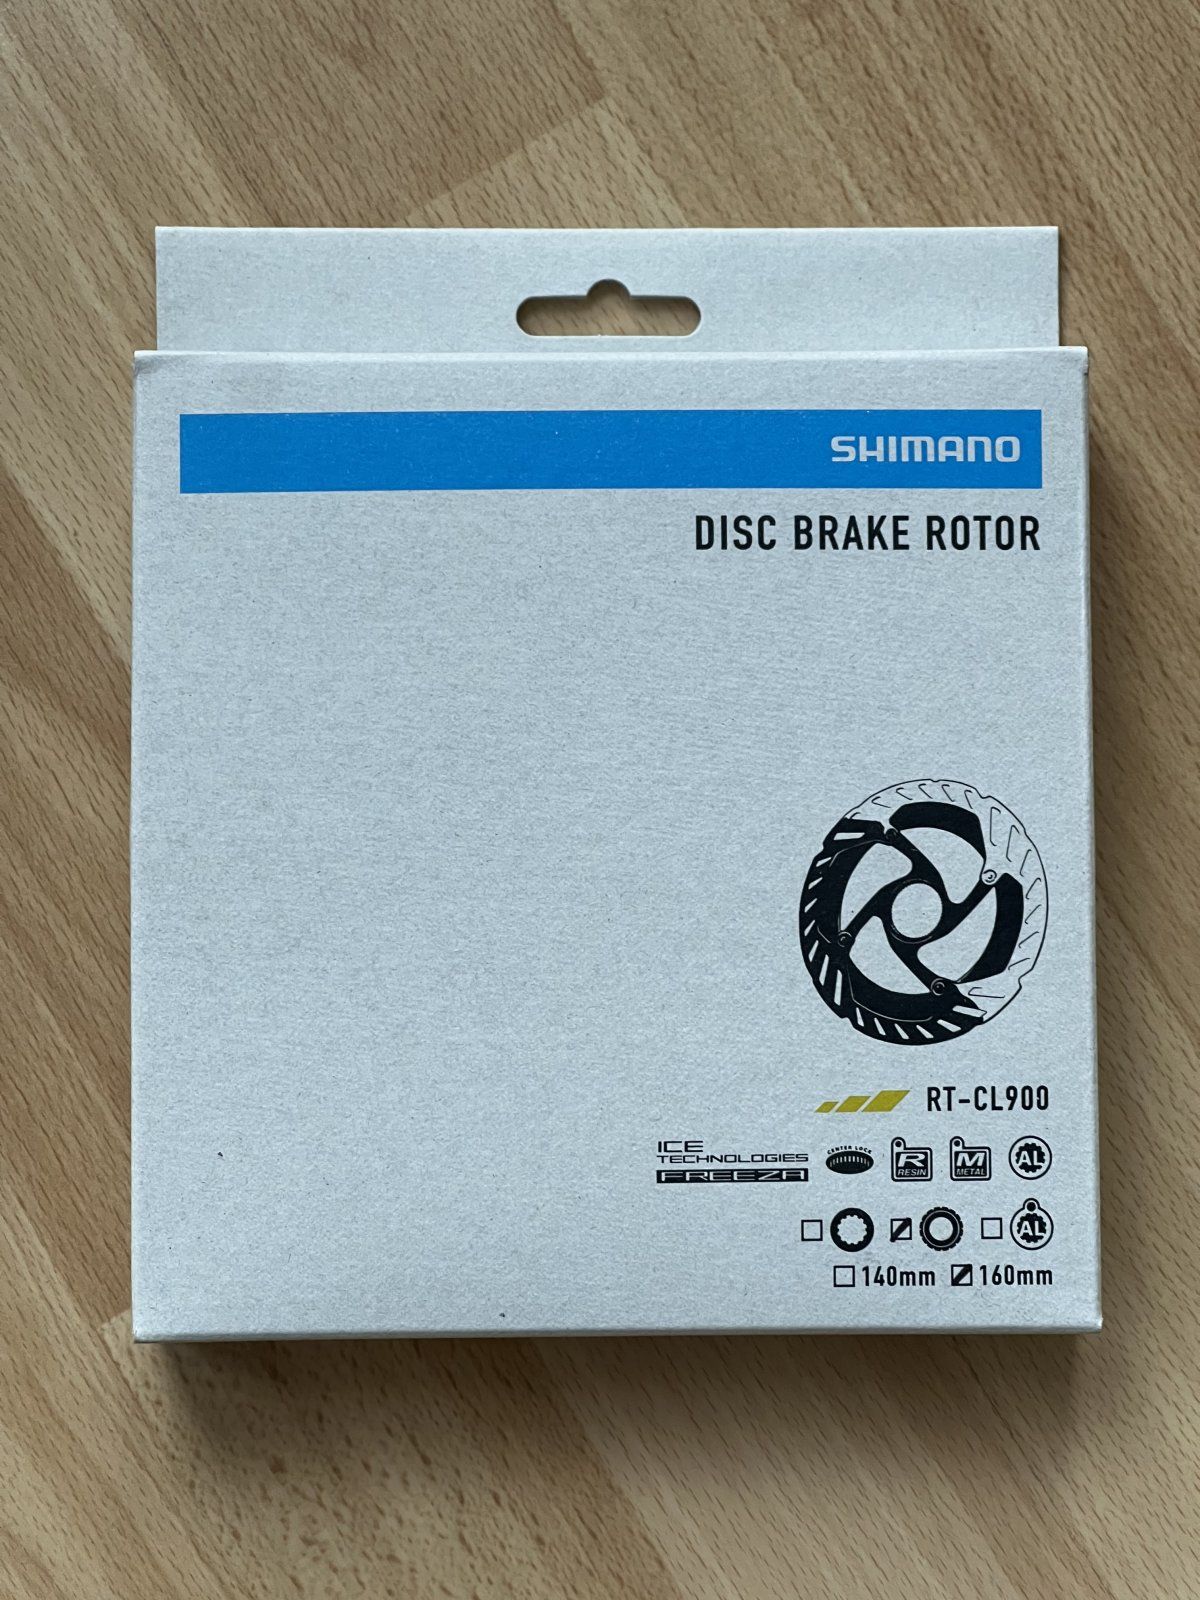 SHIMANO
DISC BRAKE ROTOR
RT-CL900
ICE
TECHNOLOGIES
FREEZA
CENTER LOCK
R
RESIN
M
METAL
AL
AL
140mm 160mm